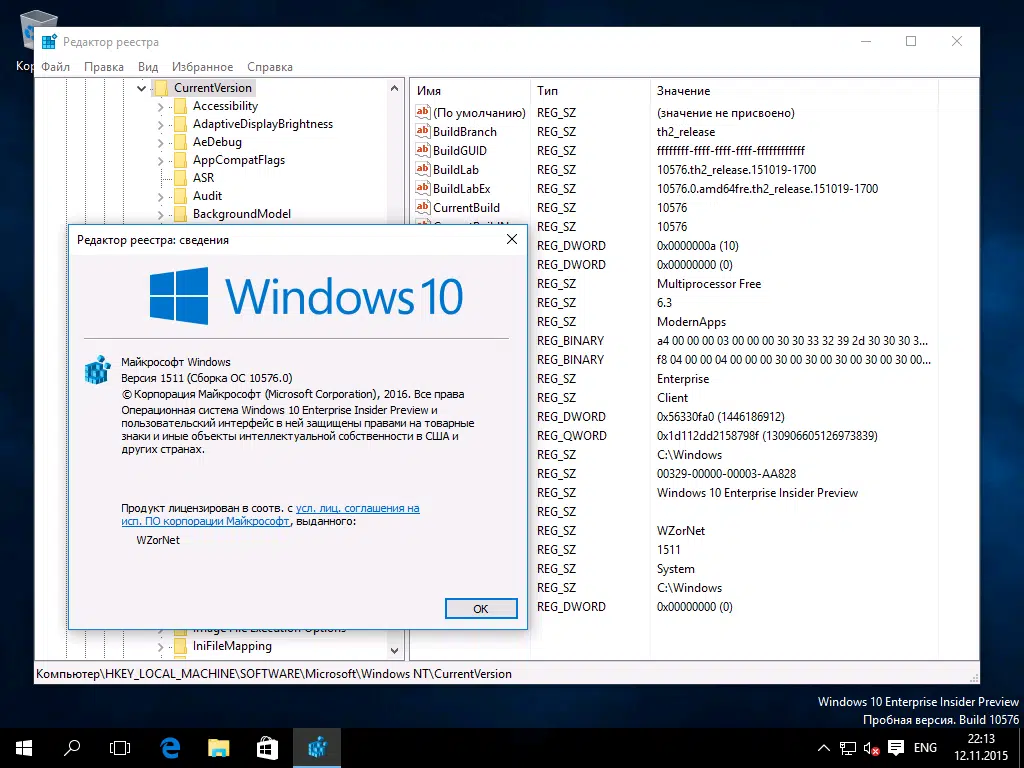 Кор
Редактор реестра
Файл Правка Вид Избранное Справка
CurrentVersion
Accessibility
AdaptiveDisplayBrightness
AeDebug
AppCompatFlags
ASR
Audit
BackgroundModel
Имя Тип Значение
(По умолчанию) REG_SZ (значение не присвоено)
BuildBranch REG_SZ th2_release
BuildGUID REG_SZ ffffffff-ffff-ffff-ffff-ffffffffffff
BuildLab REG_SZ 10576.th2_release.151019-1700
BuildLabEx REG_SZ 10576.0.amd64fre.th2_release.151019-1700
CurrentBuild REG_SZ 10576
REG_SZ 10576
REG_DWORD 0x0000000a (10)
REG_DWORD 0x00000000 (0)
REG_SZ Multiprocessor Free
REG_SZ 6.3
REG_SZ ModernApps
REG_BINARY a4 00 00 00 03 00 00 00 30 30 33 32 39 2d 30 30 30 3...
REG_BINARY f8 04 00 00 04 00 00 00 30 00 30 00 30 00 30 00 30 00...
REG_SZ Enterprise
REG_SZ Client
REG_DWORD 0x56330fa0 (1446186912)
REG_QWORD 0x1d112dd2158798f (130906605126973839)
REG_SZ C:\Windows
REG_SZ 00329-00000-00003-AA828
REG_SZ Windows 10 Enterprise Insider Preview
REG_SZ
REG_SZ WZorNet
REG_SZ 1511
REG_SZ System
REG_SZ C:\Windows
REG_DWORD 0x00000000 (0)
Редактор реестра: сведения
Windows 10
Майкрософт Windows
Версия 1511 (Сборка ОС 10576.0)
© Корпорация Майкрософт (Microsoft Corporation), 2016. Все права
Операционная система Windows 10 Enterprise Insider Preview и
пользовательский интерфейс в ней защищены правами на товарные
знаки и иные объекты интеллектуальной собственности в США и
других странах.
Продукт лицензирован в соотв. с усл. лиц. соглашения на
исп. ПО корпорации Майкрософт, выданного:
WZorNet
OK
Image File Execution Options
IniFileMapping
Компьютер\HKEY_LOCAL_MACHINE\SOFTWARE\Microsoft\Windows NT\CurrentVersion
Windows 10 Enterprise Insider Preview
Пробная версия. Build 10576
ENG
22:13
12.11.2015